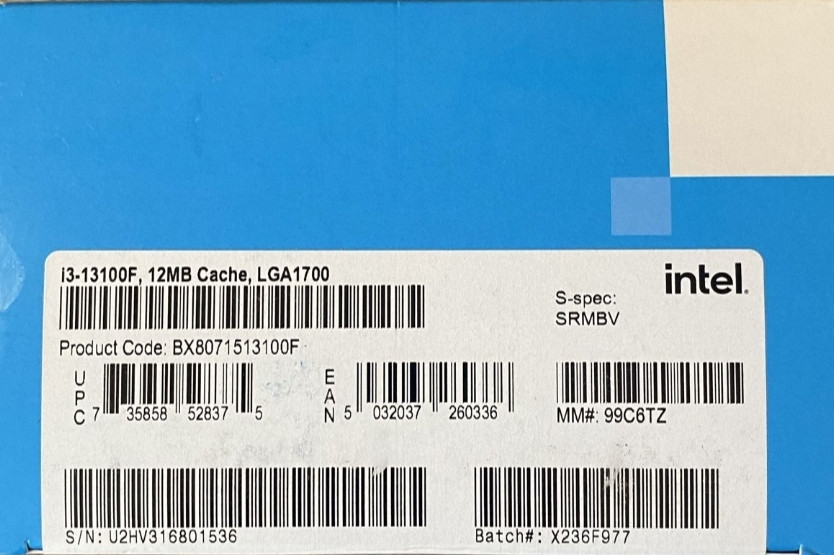 i3-13100F, 12MB Cache, LGA1700
intel.
S-spec:
SRMBV
Product Code: BX8071513100F
UPC 7 35858 52837 5
EAN 5 032037 260336
MM#: 99C6TZ
S/N: U2HV316801536
Batch#: X236F977